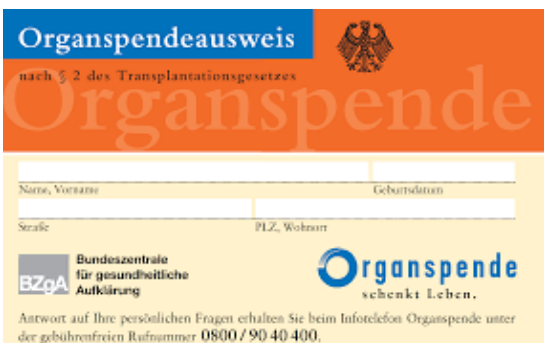 Organspendeausweis
nach § 2 des Transplantationsgesetzes
Organspende
Name, Vorname
Geburtsdatum
Straße
PLZ, Wohnort
BZgA
Bundeszentrale
für gesundheitliche
Aufklärung
Organspende
schenkt Leben.
Antwort auf Ihre persönlichen Fragen erhalten Sie beim Infotelefon Organspende unter
der gebührenfreien Rufnummer 0800 / 90 40 400.